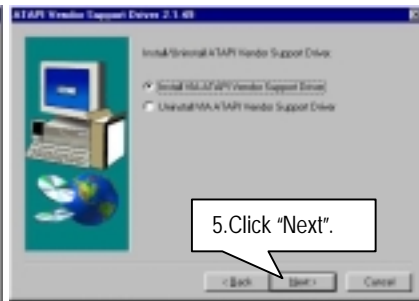 ATAPI Vendor Support Driver 2.1.49
Install/Uninstall ATAPI Vendor Support Driver.
Install VIA ATAPI Vendor Support Driver
Uninstall VIA ATAPI Vendor Support Driver
5.Click “Next”.
< Back
Next >
Cancel